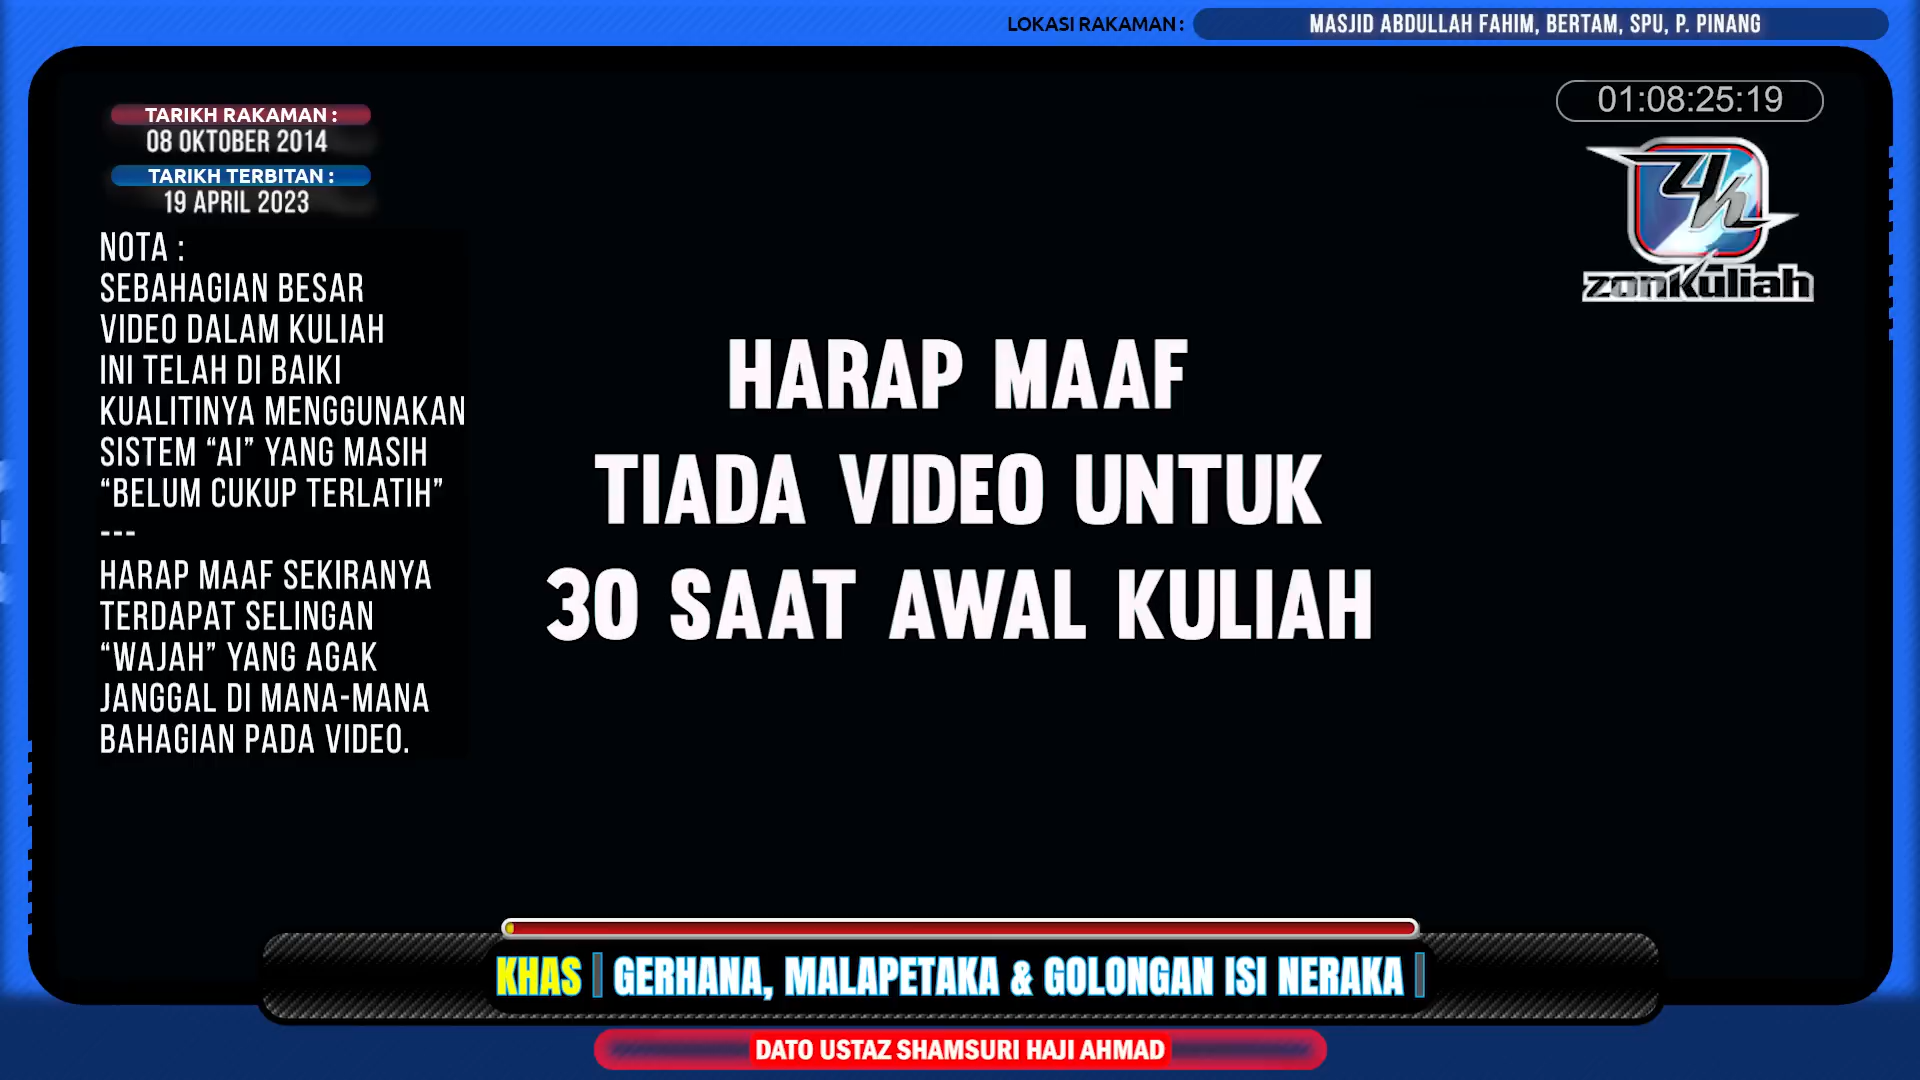 LOKASI RAKAMAN :
MASJID ABDULLAH FAHIM, BERTAM, SPU, P. PINANG
TARIKH RAKAMAN :
08 OKTOBER 2014
TARIKH TERBITAN :
19 APRIL 2023
01:08:25:19
ZK
zonKuliah
NOTA :
SEBAHAGIAN BESAR
VIDEO DALAM KULIAH
INI TELAH DI BAIKI
KUALITINYA MENGGUNAKAN
SISTEM “AI” YANG MASIH
“BELUM CUKUP TERLATIH”
---
HARAP MAAF SEKIRANYA
TERDAPAT SELINGAN
“WAJAH” YANG AGAK
JANGGAL DI MANA-MANA
BAHAGIAN PADA VIDEO.
HARAP MAAF
TIADA VIDEO UNTUK
30 SAAT AWAL KULIAH
KHAS | GERHANA, MALAPETAKA & GOLONGAN ISI NERAKA |
DATO USTAZ SHAMSURI HAJI AHMAD